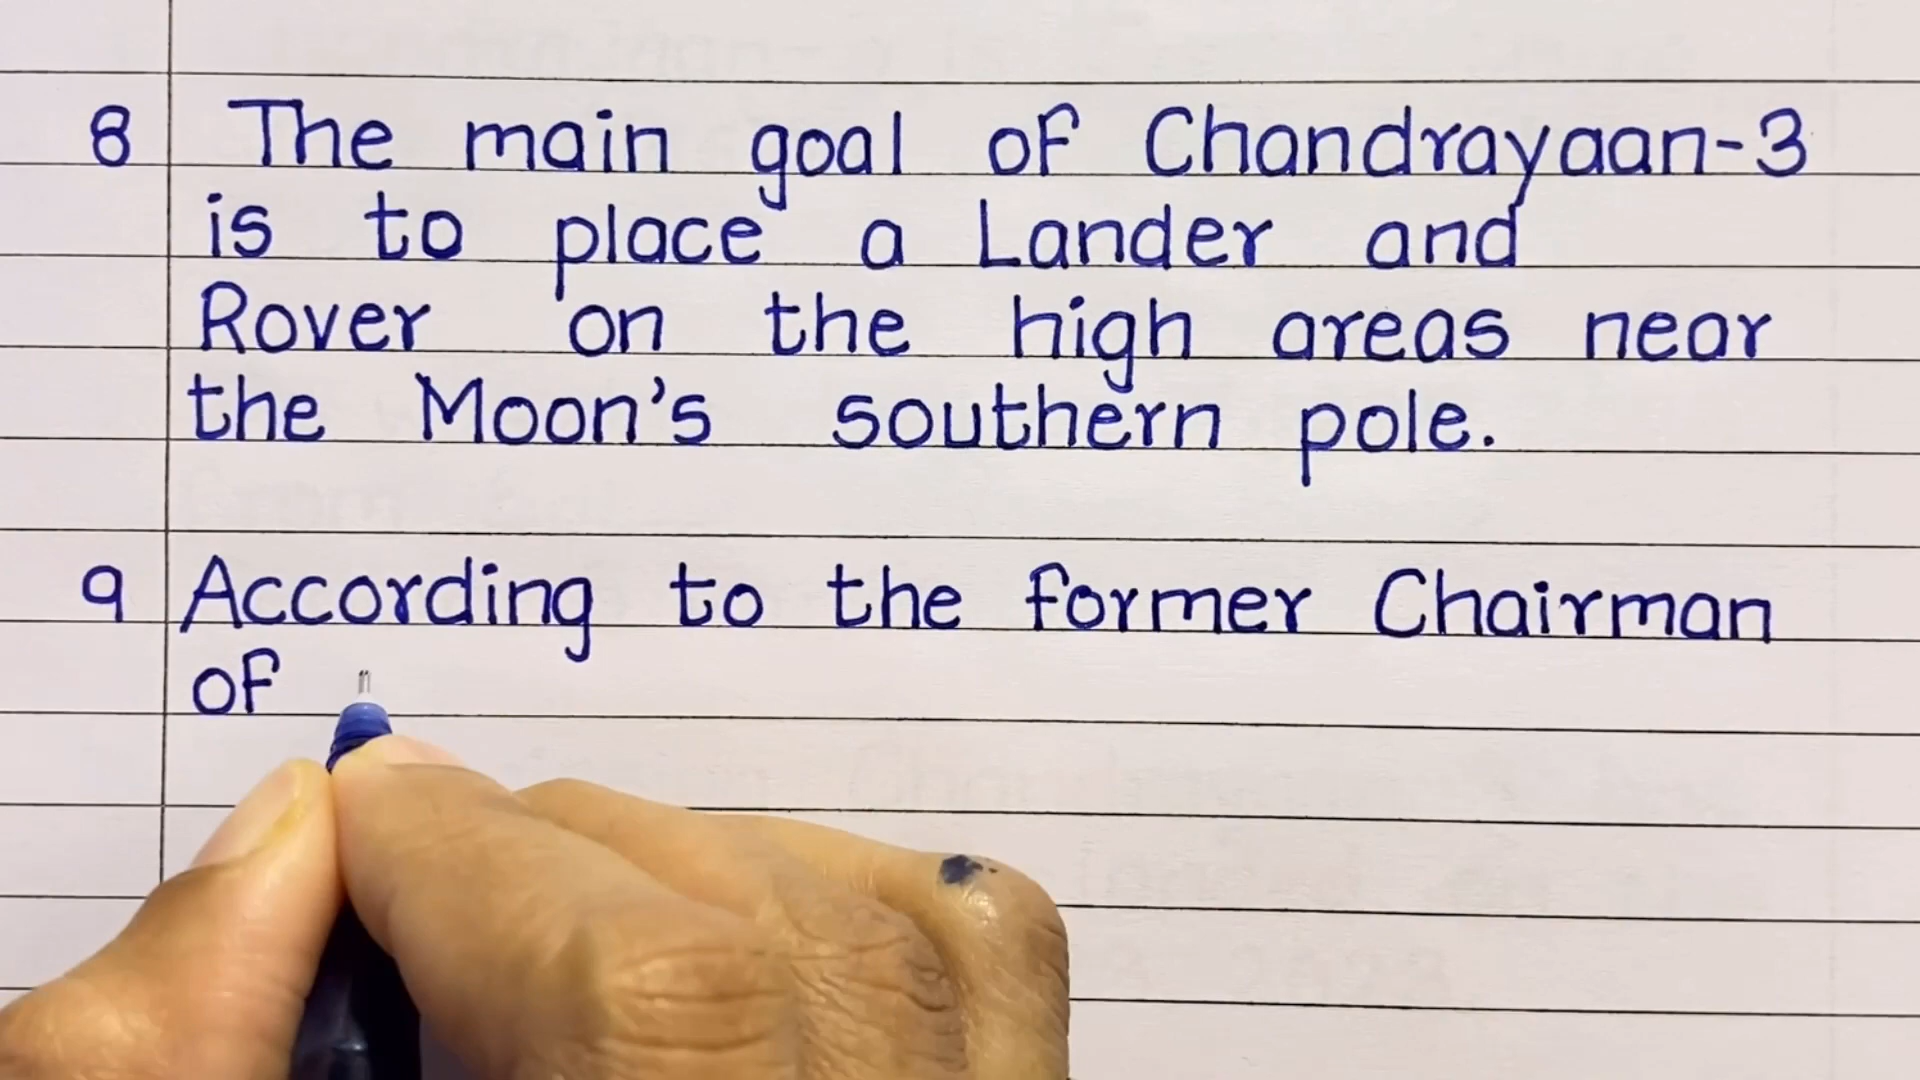 8 The main goal of Chandrayaan-3
is to place a Lander and
Rover on the high areas near
the Moon's southern pole.
9 According to the former Chairman
of